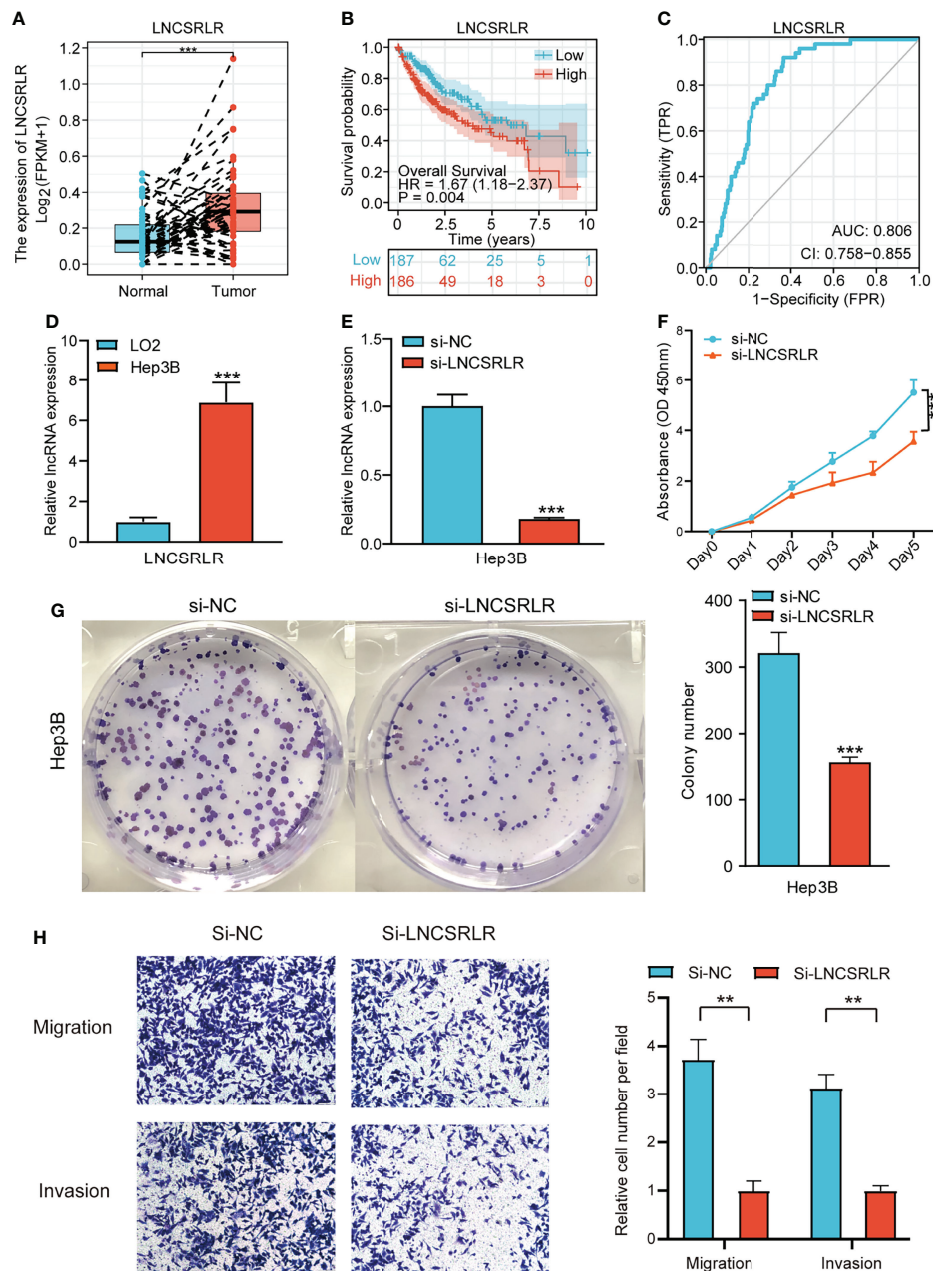 A
LNCSRLR
The expression of LNCSRLR
Log2(FPKM+1)
1.2
1.0
0.8
0.6
0.4
0.2
0.0
***
Normal
Tumor
B
LNCSRLR
Survival probability
1.0
0.8
0.6
0.4
0.2
0.0
Low
High
Overall Survival
HR = 1.67 (1.18−2.37)
P = 0.004
0
2.5
5
7.5
10
Time (years)
Low 187 62 25 5 1
High 186 49 18 3 0
C
LNCSRLR
Sensitivity (TPR)
1.0
0.8
0.6
0.4
0.2
0.0
AUC: 0.806
CI: 0.758−0.855
0.0 0.2 0.4 0.6 0.8 1.0
1−Specificity (FPR)
D
Relative lncRNA expression
10
8
6
4
2
0
LO2
Hep3B
***
LNCSRLR
E
Relative lncRNA expression
1.5
1.0
0.5
0.0
si-NC
si-LNCSRLR
***
Hep3B
F
Absorbance (OD 450nm)
8
6
4
2
0
si-NC
si-LNCSRLR
***
Day0
Day1
Day2
Day3
Day4
Day5
G
si-NC
si-LNCSRLR
Hep3B
Colony number
400
300
200
100
0
si-NC
si-LNCSRLR
***
Hep3B
H
Si-NC
Si-LNCSRLR
Migration
Invasion
Si-NC
Si-LNCSRLR
Relative cell number per field
5
4
3
2
1
0
**
**
Migration
Invasion